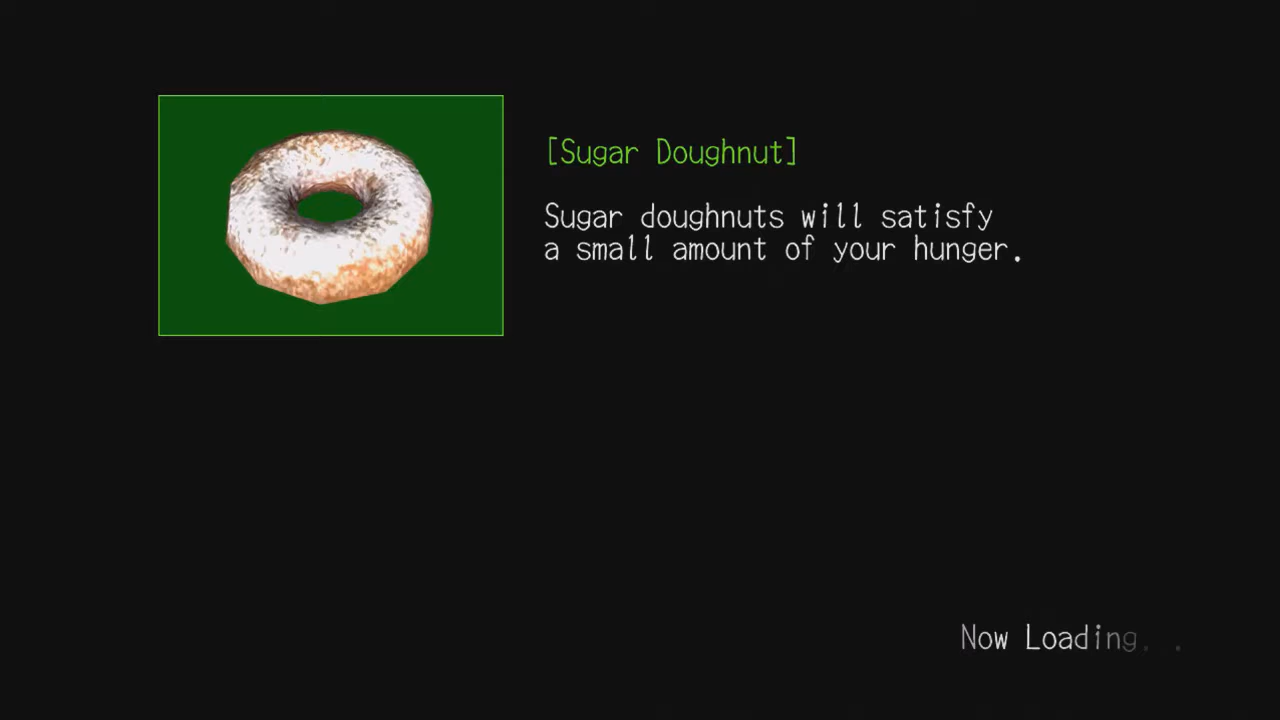 [Sugar Doughnut]
Sugar doughnuts will satisfy
a small amount of your hunger.
Now Loading...